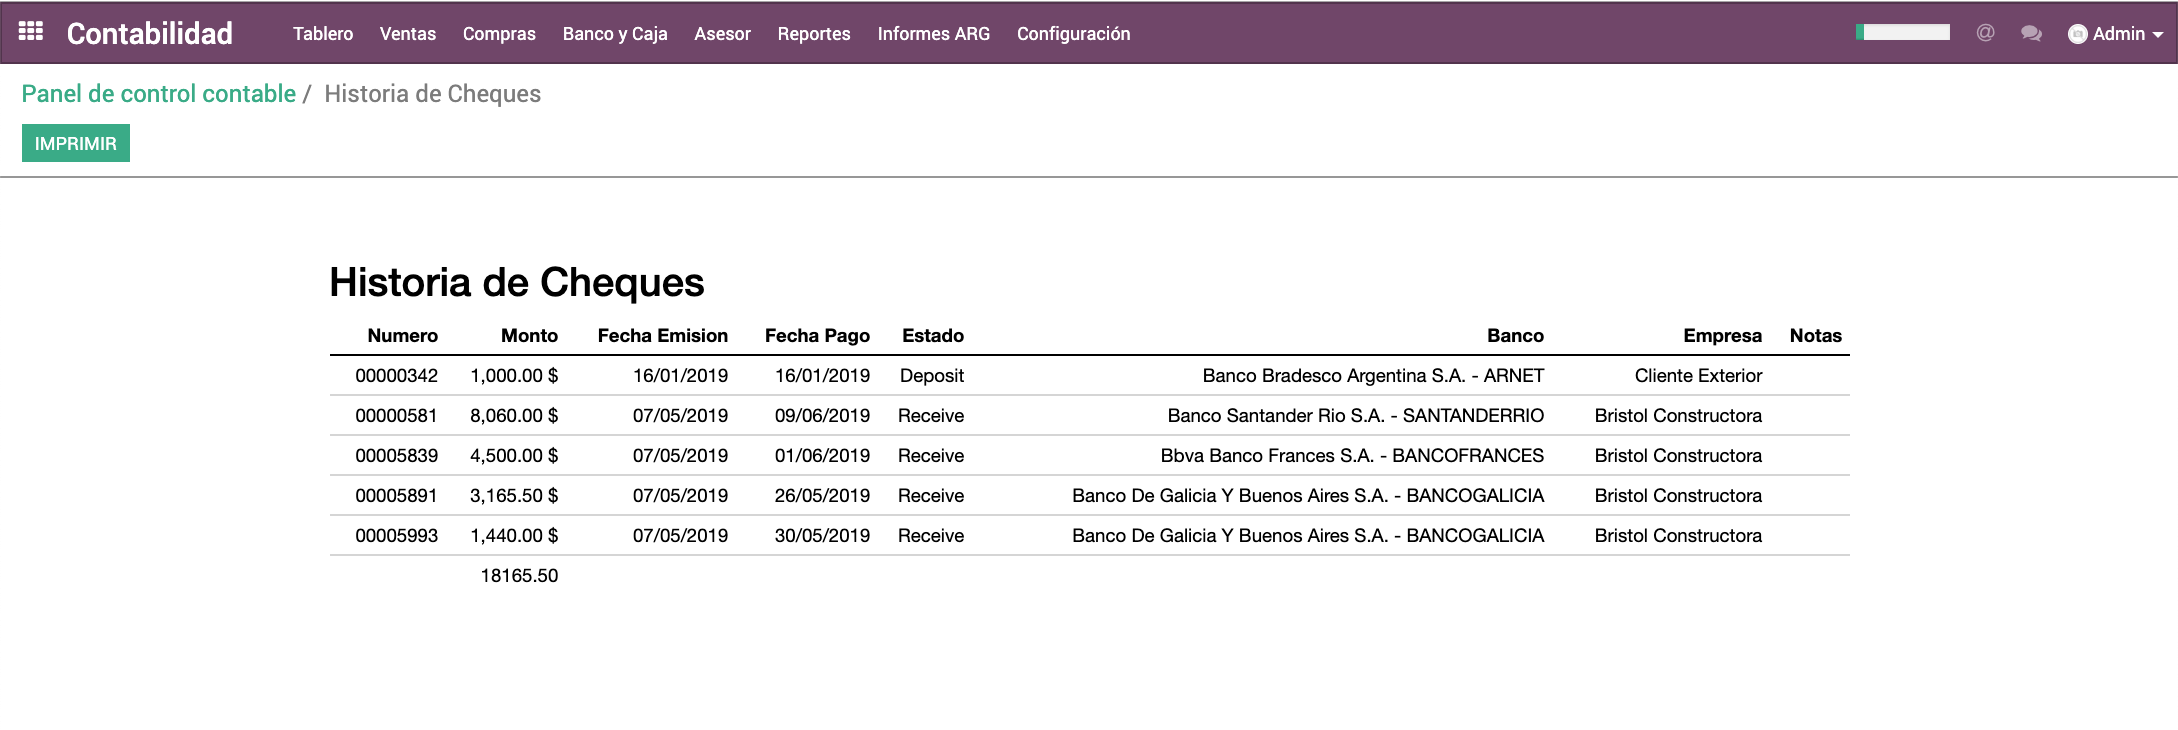 Contabilidad Tablero Ventas Compras Banco y Caja Asesor Reportes Informes ARG Configuración @ Admin
Panel de control contable / Historia de Cheques
IMPRIMIR
Historia de Cheques
Numero Monto Fecha Emision Fecha Pago Estado Banco Empresa Notas
00000342 1,000.00 $ 16/01/2019 16/01/2019 Deposit Banco Bradesco Argentina S.A. - ARNET Cliente Exterior
00000581 8,060.00 $ 07/05/2019 09/06/2019 Receive Banco Santander Rio S.A. - SANTANDERRIO Bristol Constructora
00005839 4,500.00 $ 07/05/2019 01/06/2019 Receive Bbva Banco Frances S.A. - BANCOFRANCES Bristol Constructora
00005891 3,165.50 $ 07/05/2019 26/05/2019 Receive Banco De Galicia Y Buenos Aires S.A. - BANCOGALICIA Bristol Constructora
00005993 1,440.00 $ 07/05/2019 30/05/2019 Receive Banco De Galicia Y Buenos Aires S.A. - BANCOGALICIA Bristol Constructora
18165.50